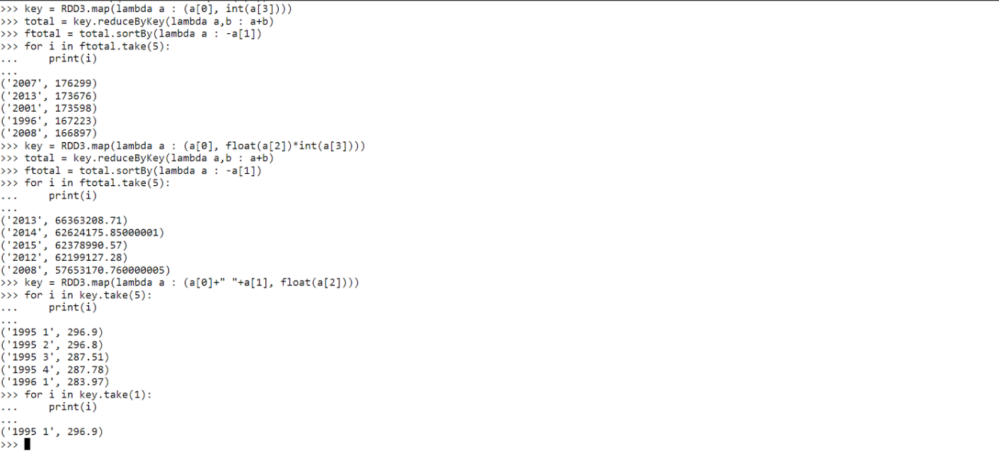 >>> key = RDD3.map(lambda a : (a[0], int(a[3])))
>>> total = key.reduceByKey(lambda a,b : a+b)
>>> ftotal = total.sortBy(lambda a : -a[1])
>>> for i in ftotal.take(5):
...     print(i)
...
('2007', 176299)
('2013', 173676)
('2001', 173598)
('1996', 167223)
('2008', 166897)
>>> key = RDD3.map(lambda a : (a[0], float(a[2])*int(a[3])))
>>> total = key.reduceByKey(lambda a,b : a+b)
>>> ftotal = total.sortBy(lambda a : -a[1])
>>> for i in ftotal.take(5):
...     print(i)
...
('2013', 66363208.71)
('2014', 62624175.85000001)
('2015', 62378990.57)
('2012', 62199127.28)
('2008', 57653170.760000005)
>>> key = RDD3.map(lambda a : (a[0]+" "+a[1], float(a[2])))
>>> for i in key.take(5):
...     print(i)
...
('1995 1', 296.9)
('1995 2', 296.8)
('1995 3', 287.51)
('1995 4', 287.78)
('1996 1', 283.97)
>>> for i in key.take(1):
...     print(i)
...
('1995 1', 296.9)
>>>